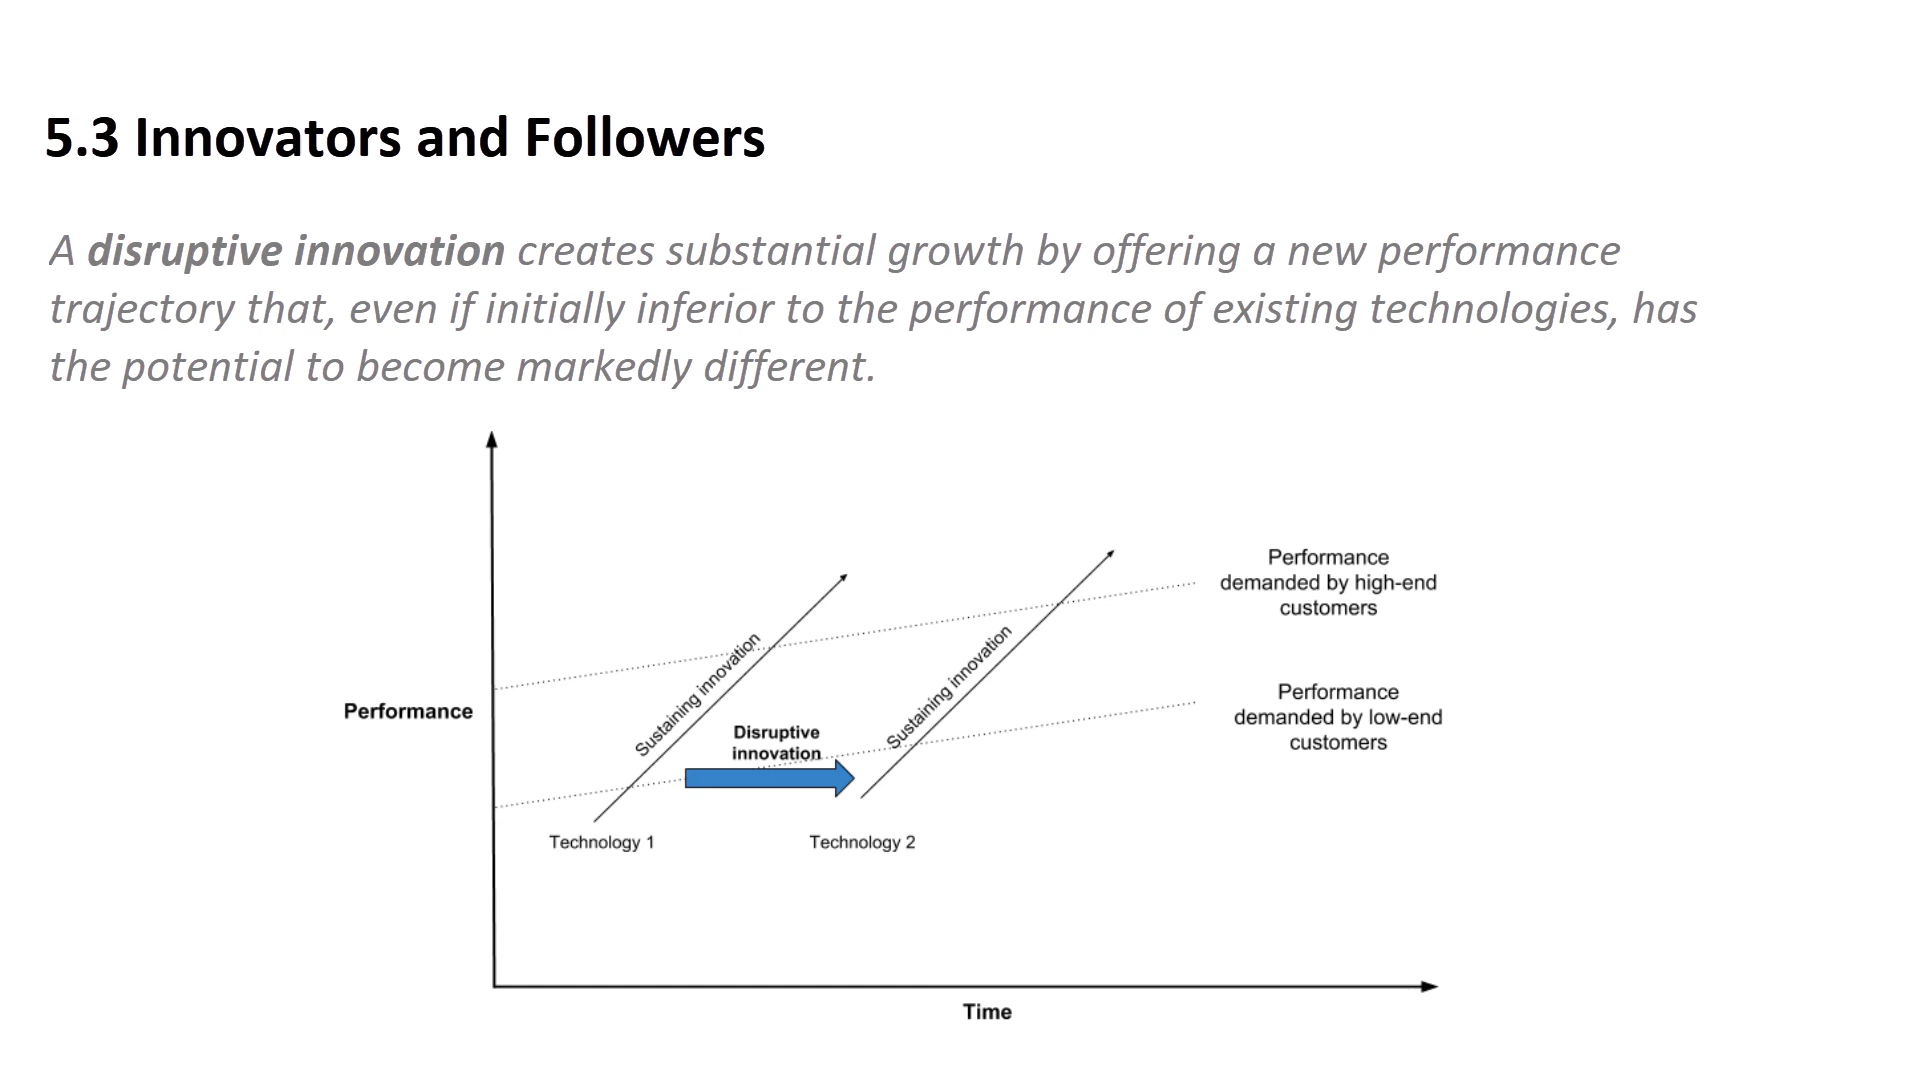 5.3 Innovators and Followers
A disruptive innovation creates substantial growth by offering a new performance
trajectory that, even if initially inferior to the performance of existing technologies, has
the potential to become markedly different.
Performance
demanded by high-end
customers
Sustaining innovation
Sustaining innovation
Performance
Disruptive
innovation
Performance
demanded by low-end
customers
Technology 1
Technology 2
Time